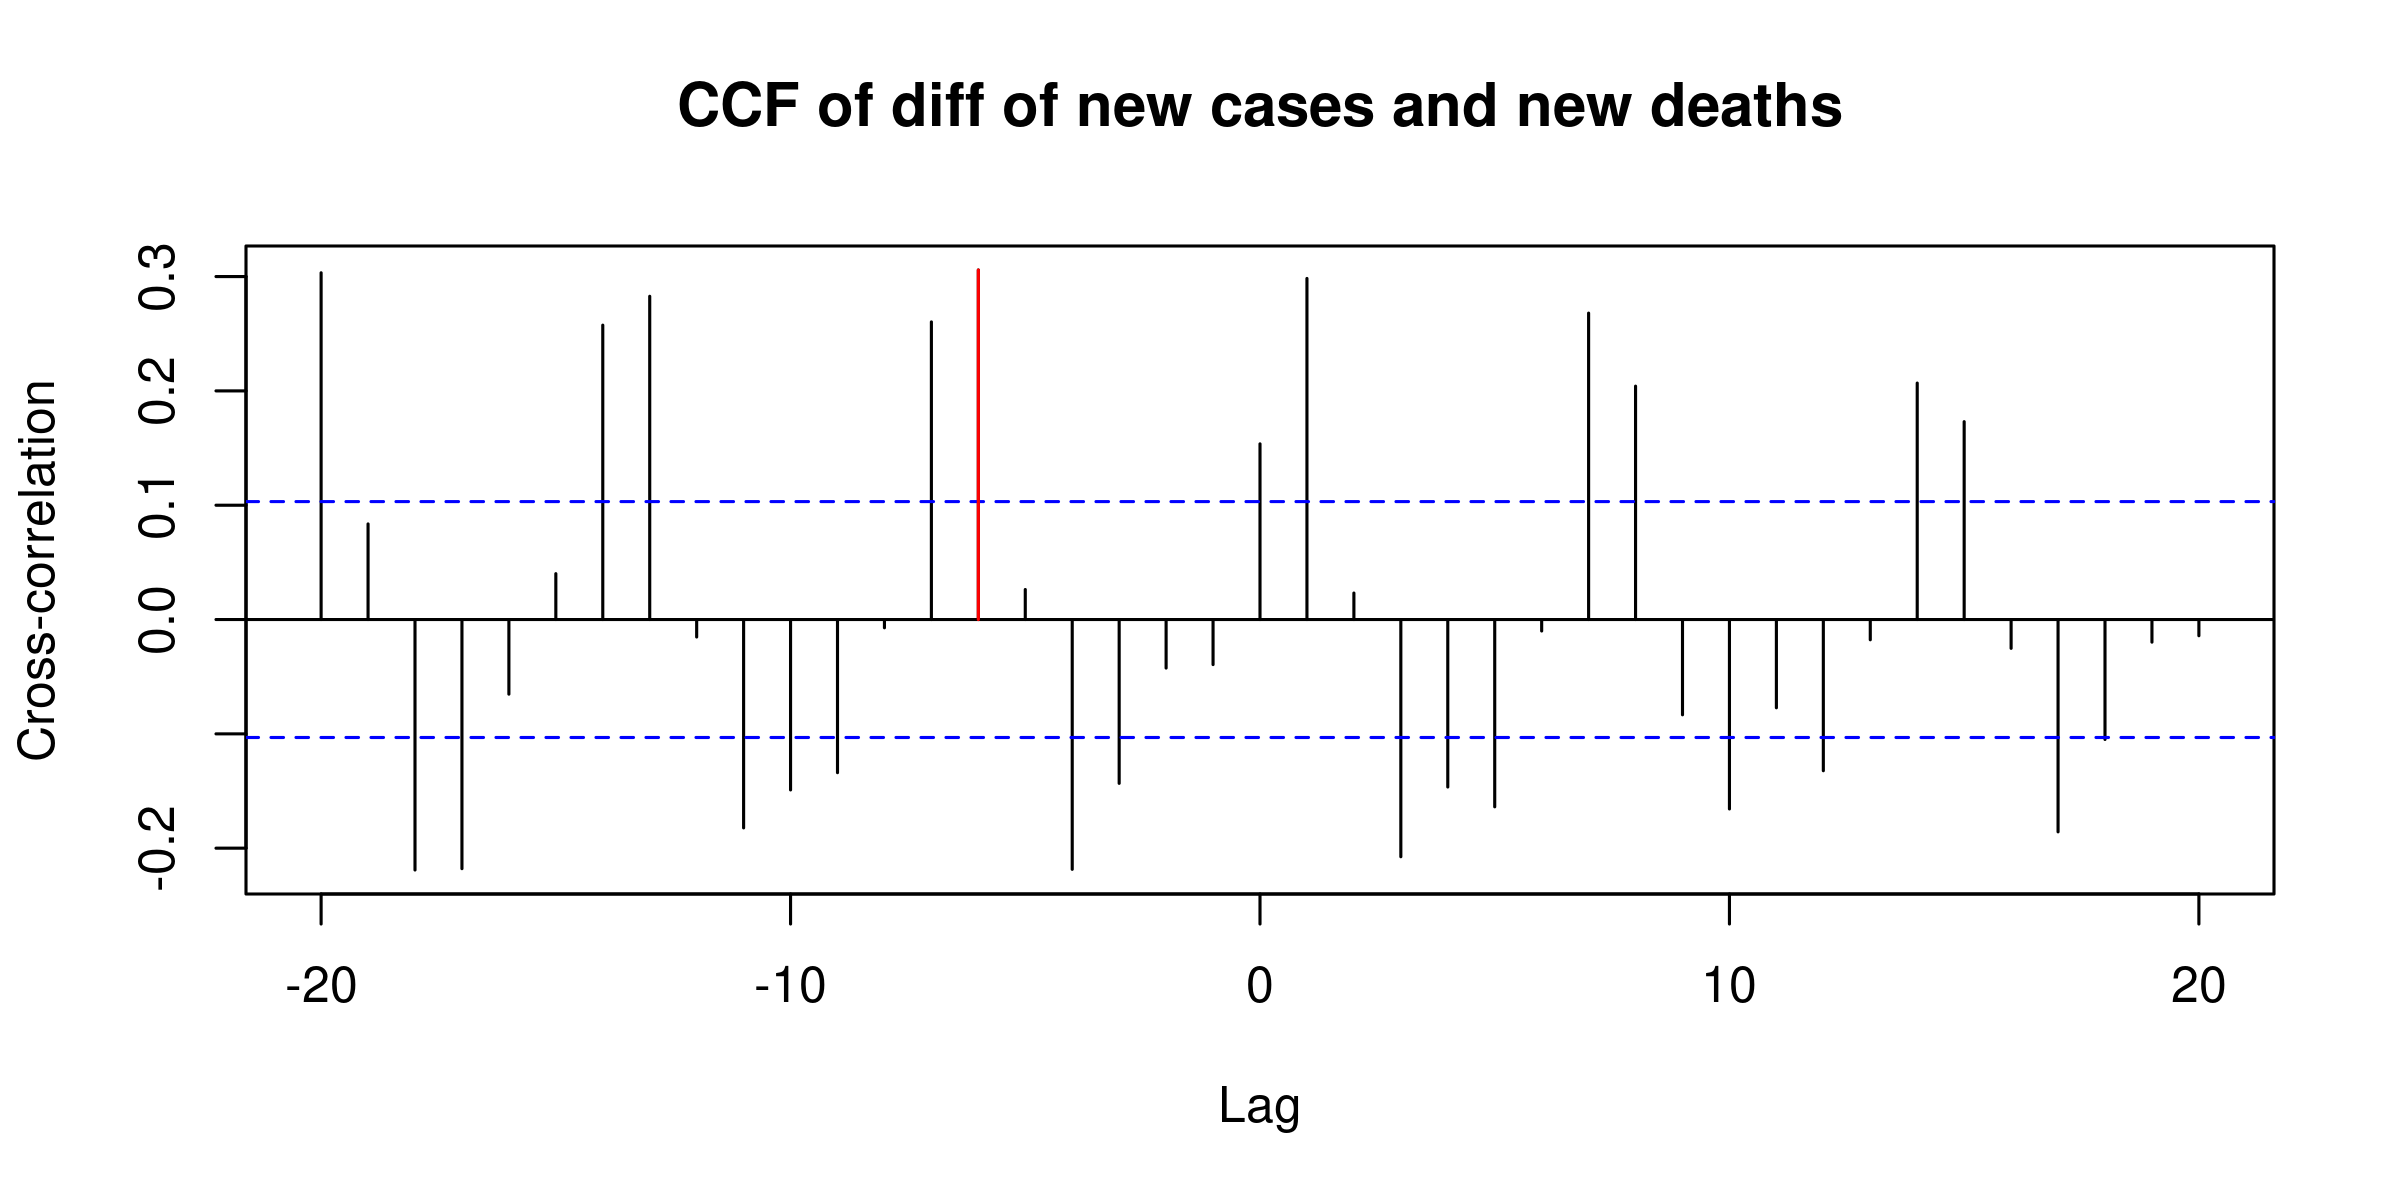 CCF of diff of new cases and new deaths
Cross-correlation
0.3
0.2
0.1
0.0
-0.2
-20 -10 0 10 20
Lag